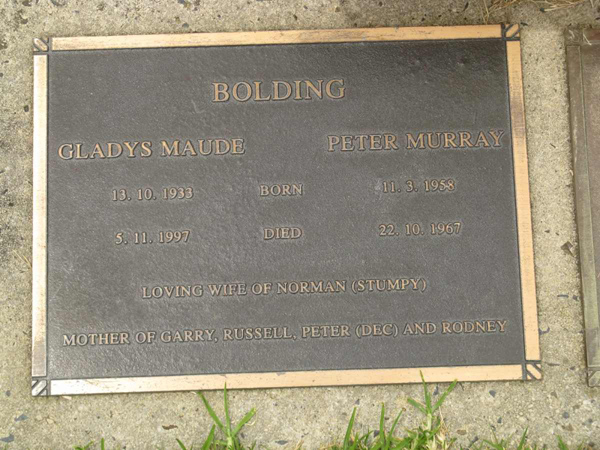 BOLDING
GLADYS MAUDE PETER MURRAY
13. 10. 1933 BORN 11. 3. 1958
5. 11. 1997 DIED 22. 10. 1967
LOVING WIFE OF NORMAN (STUMPY)
MOTHER OF GARRY, RUSSELL, PETER (DEC) AND RODNEY